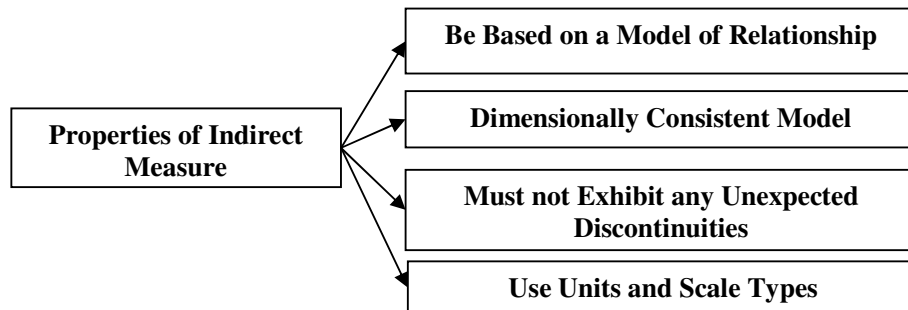 Be Based on a Model of Relationship
Properties of Indirect
Measure
Dimensionally Consistent Model
Must not Exhibit any Unexpected
Discontinuities
Use Units and Scale Types